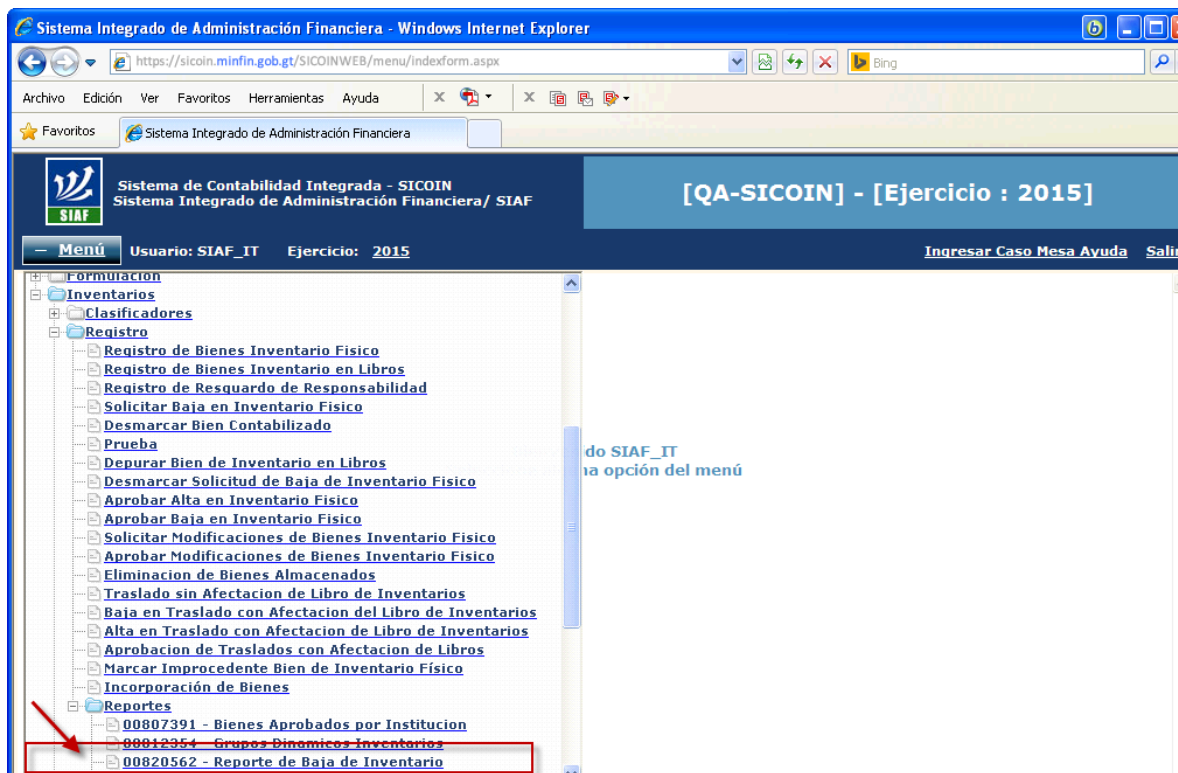 Sistema Integrado de Administración Financiera - Windows Internet Explorer
https://sicoin.minfin.gob.gt/SICOINWEB/menu/indexform.aspx
Bing
Archivo Edición Ver Favoritos Herramientas Ayuda
Favoritos
Sistema Integrado de Administración Financiera
SIAF
Sistema de Contabilidad Integrada - SICOIN
Sistema Integrado de Administración Financiera/ SIAF
[QA-SICOIN] - [Ejercicio : 2015]
— Menú Usuario: SIAF_IT Ejercicio: 2015 Ingresar Caso Mesa Ayuda
Formulacion
Inventarios
Clasificadores
Registro
Registro de Bienes Inventario Fisico
Registro de Bienes Inventario en Libros
Registro de Resguardo de Responsabilidad
Solicitar Baja en Inventario Fisico
Desmarcar Bien Contabilizado
Prueba
do SIAF_IT
Depurar Bien de Inventario en Libros
na opción del menú
Desmarcar Solicitud de Baja de Inventario Fisico
Aprobar Alta en Inventario Fisico
Aprobar Baja en Inventario Fisico
Solicitar Modificaciones de Bienes Inventario Fisico
Aprobar Modificaciones de Bienes Inventario Fisico
Eliminacion de Bienes Almacenados
Traslado sin Afectacion de Libro de Inventarios
Baja en Traslado con Afectacion del Libro de Inventarios
Alta en Traslado con Afectacion de Libro de Inventarios
Aprobacion de Traslados con Afectacion de Libros
Marcar Improcedente Bien de Inventario Físico
Incorporación de Bienes
Reportes
00807391 - Bienes Aprobados por Institucion
00812354 - Grupos Dinamicos Inventarios
00820562 - Reporte de Baja de Inventario